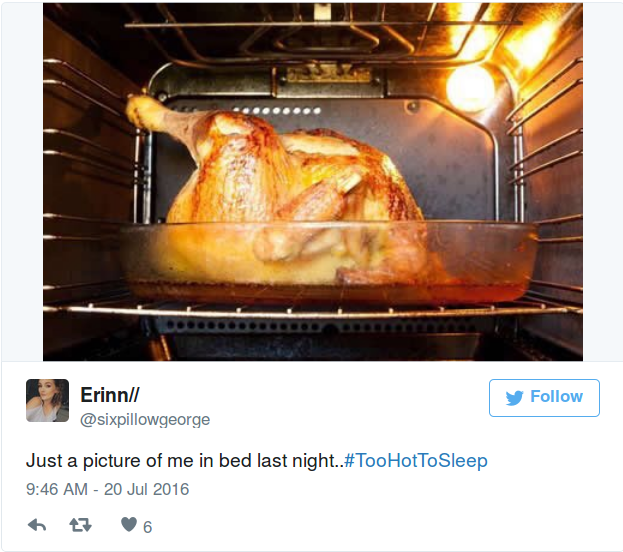 Erinn//
Follow
@sixpillowgeorge
Just a picture of me in bed last night..#TooHotToSleep
9:46 AM - 20 Jul 2016
6